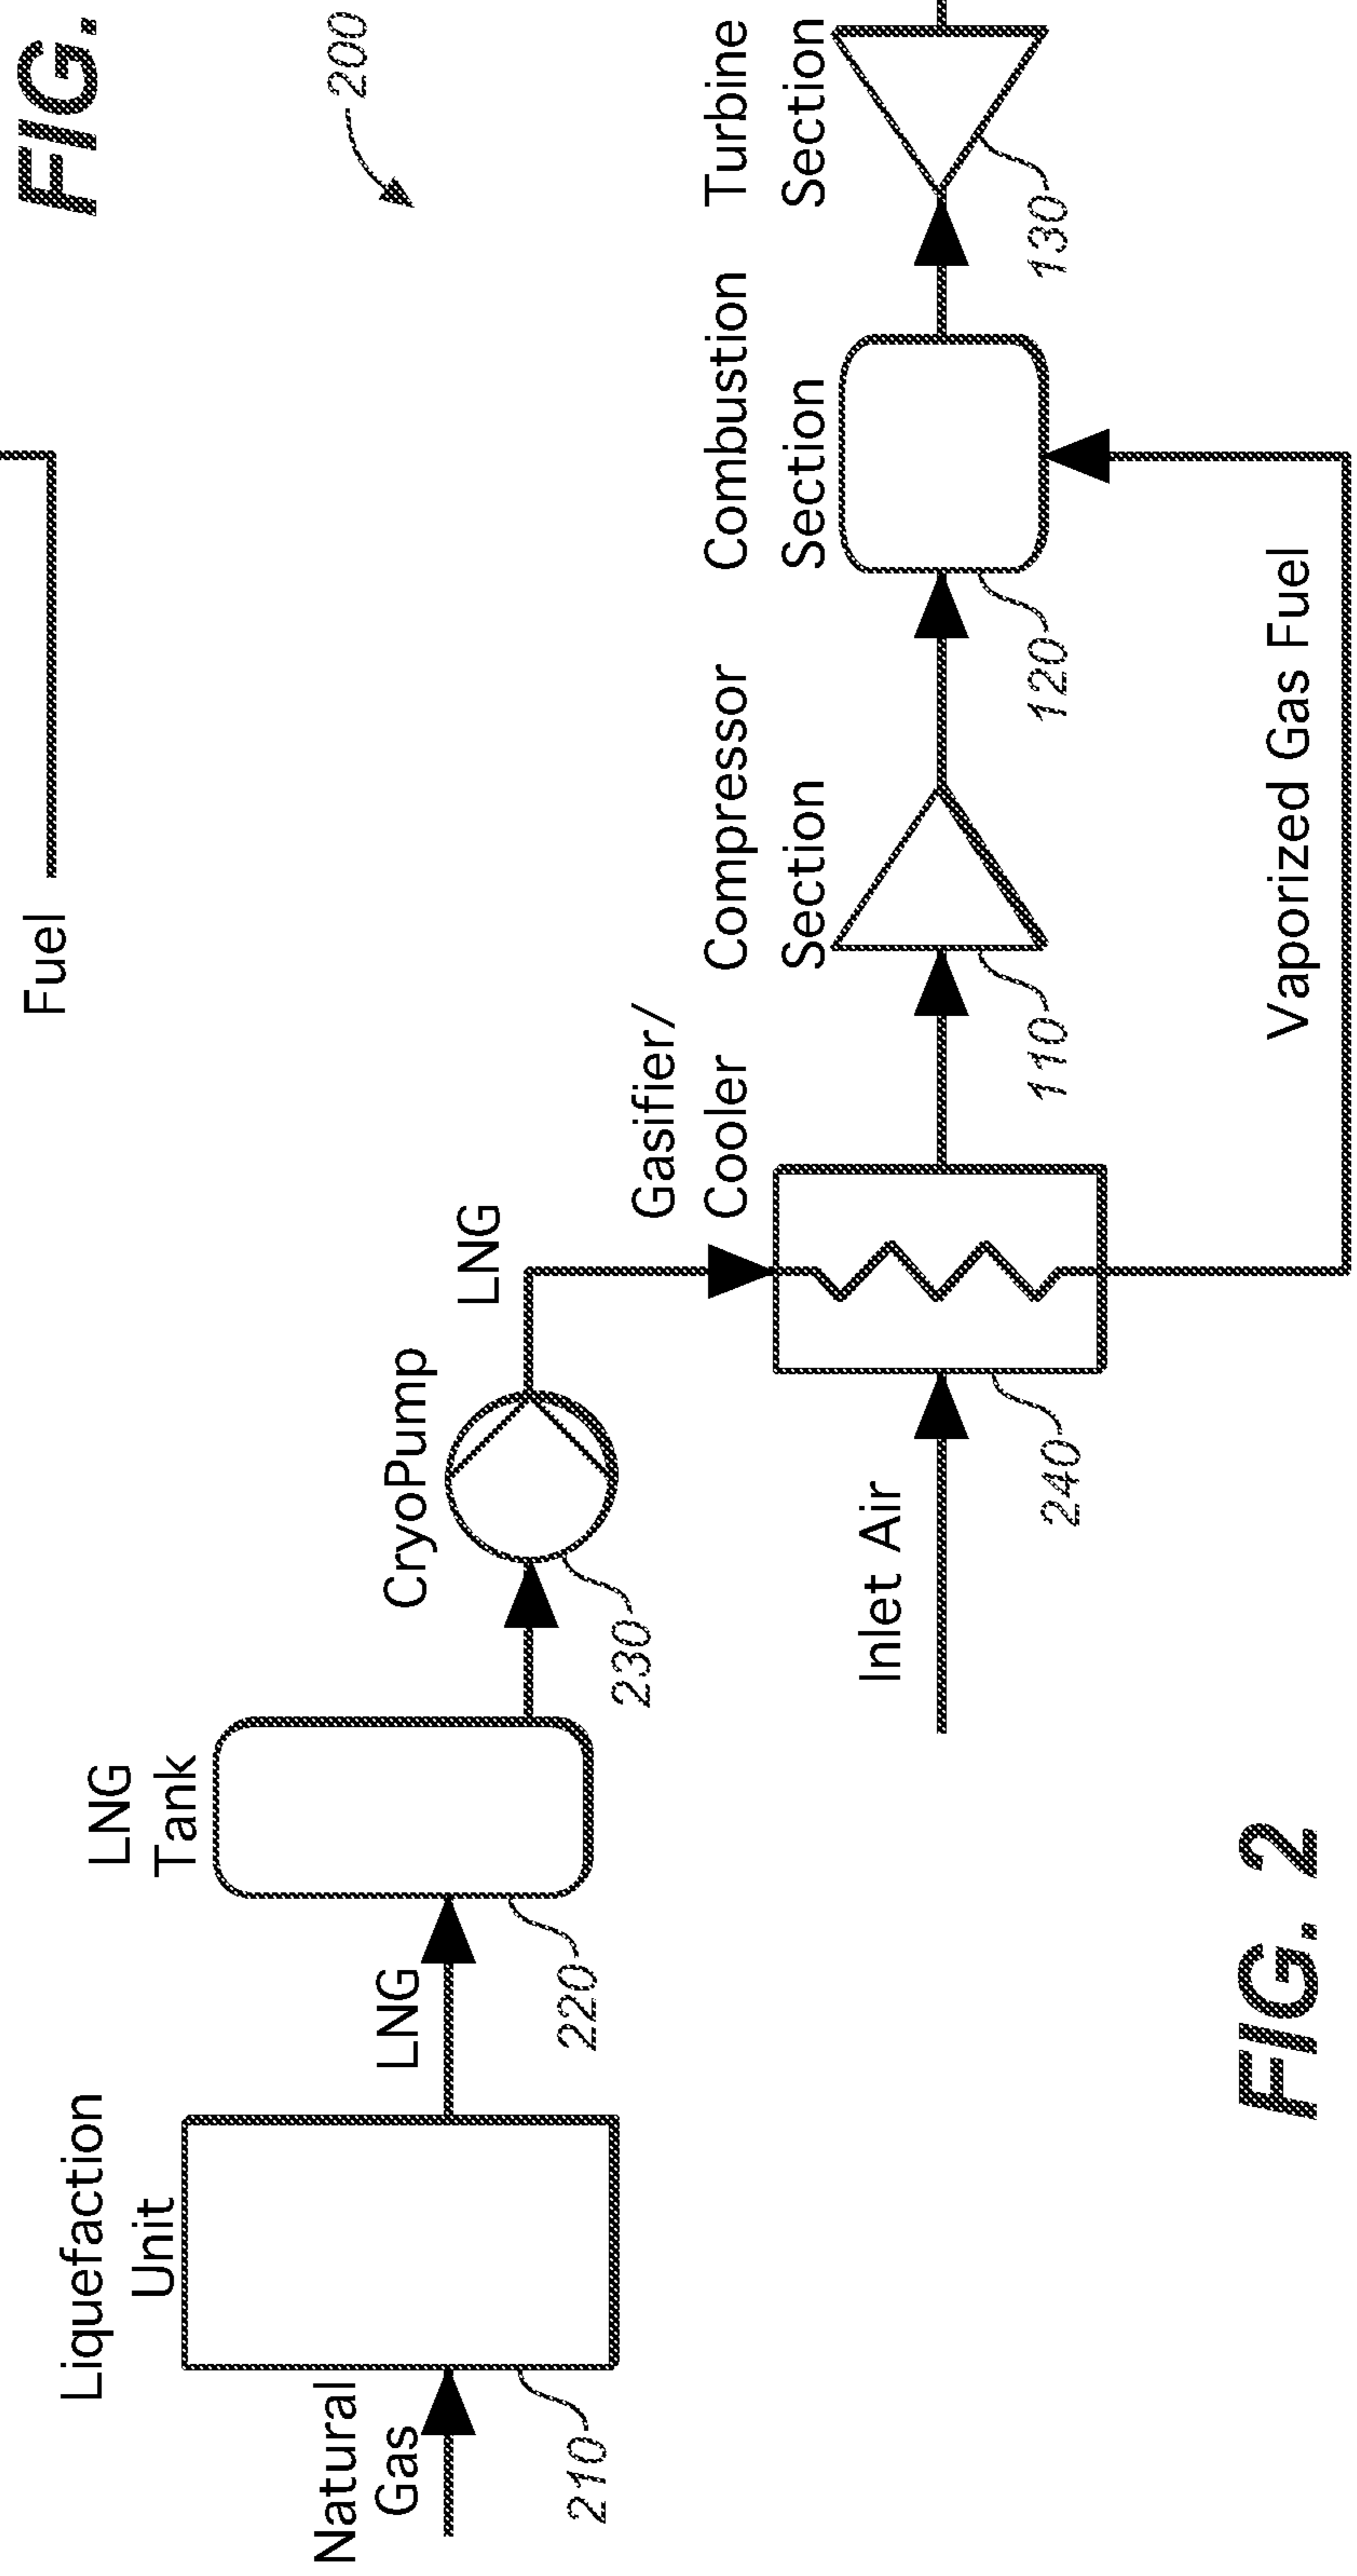 FIG.
Fuel
200
Liquefaction
Unit
Natural
Gas
210
LNG
LNG
Tank
220
CryoPump
230
LNG
Gasifier/
Cooler
Inlet Air
240
Compressor
Section
110
Combustion
Section
120
Turbine
Section
130
Vaporized Gas Fuel
FIG. 2